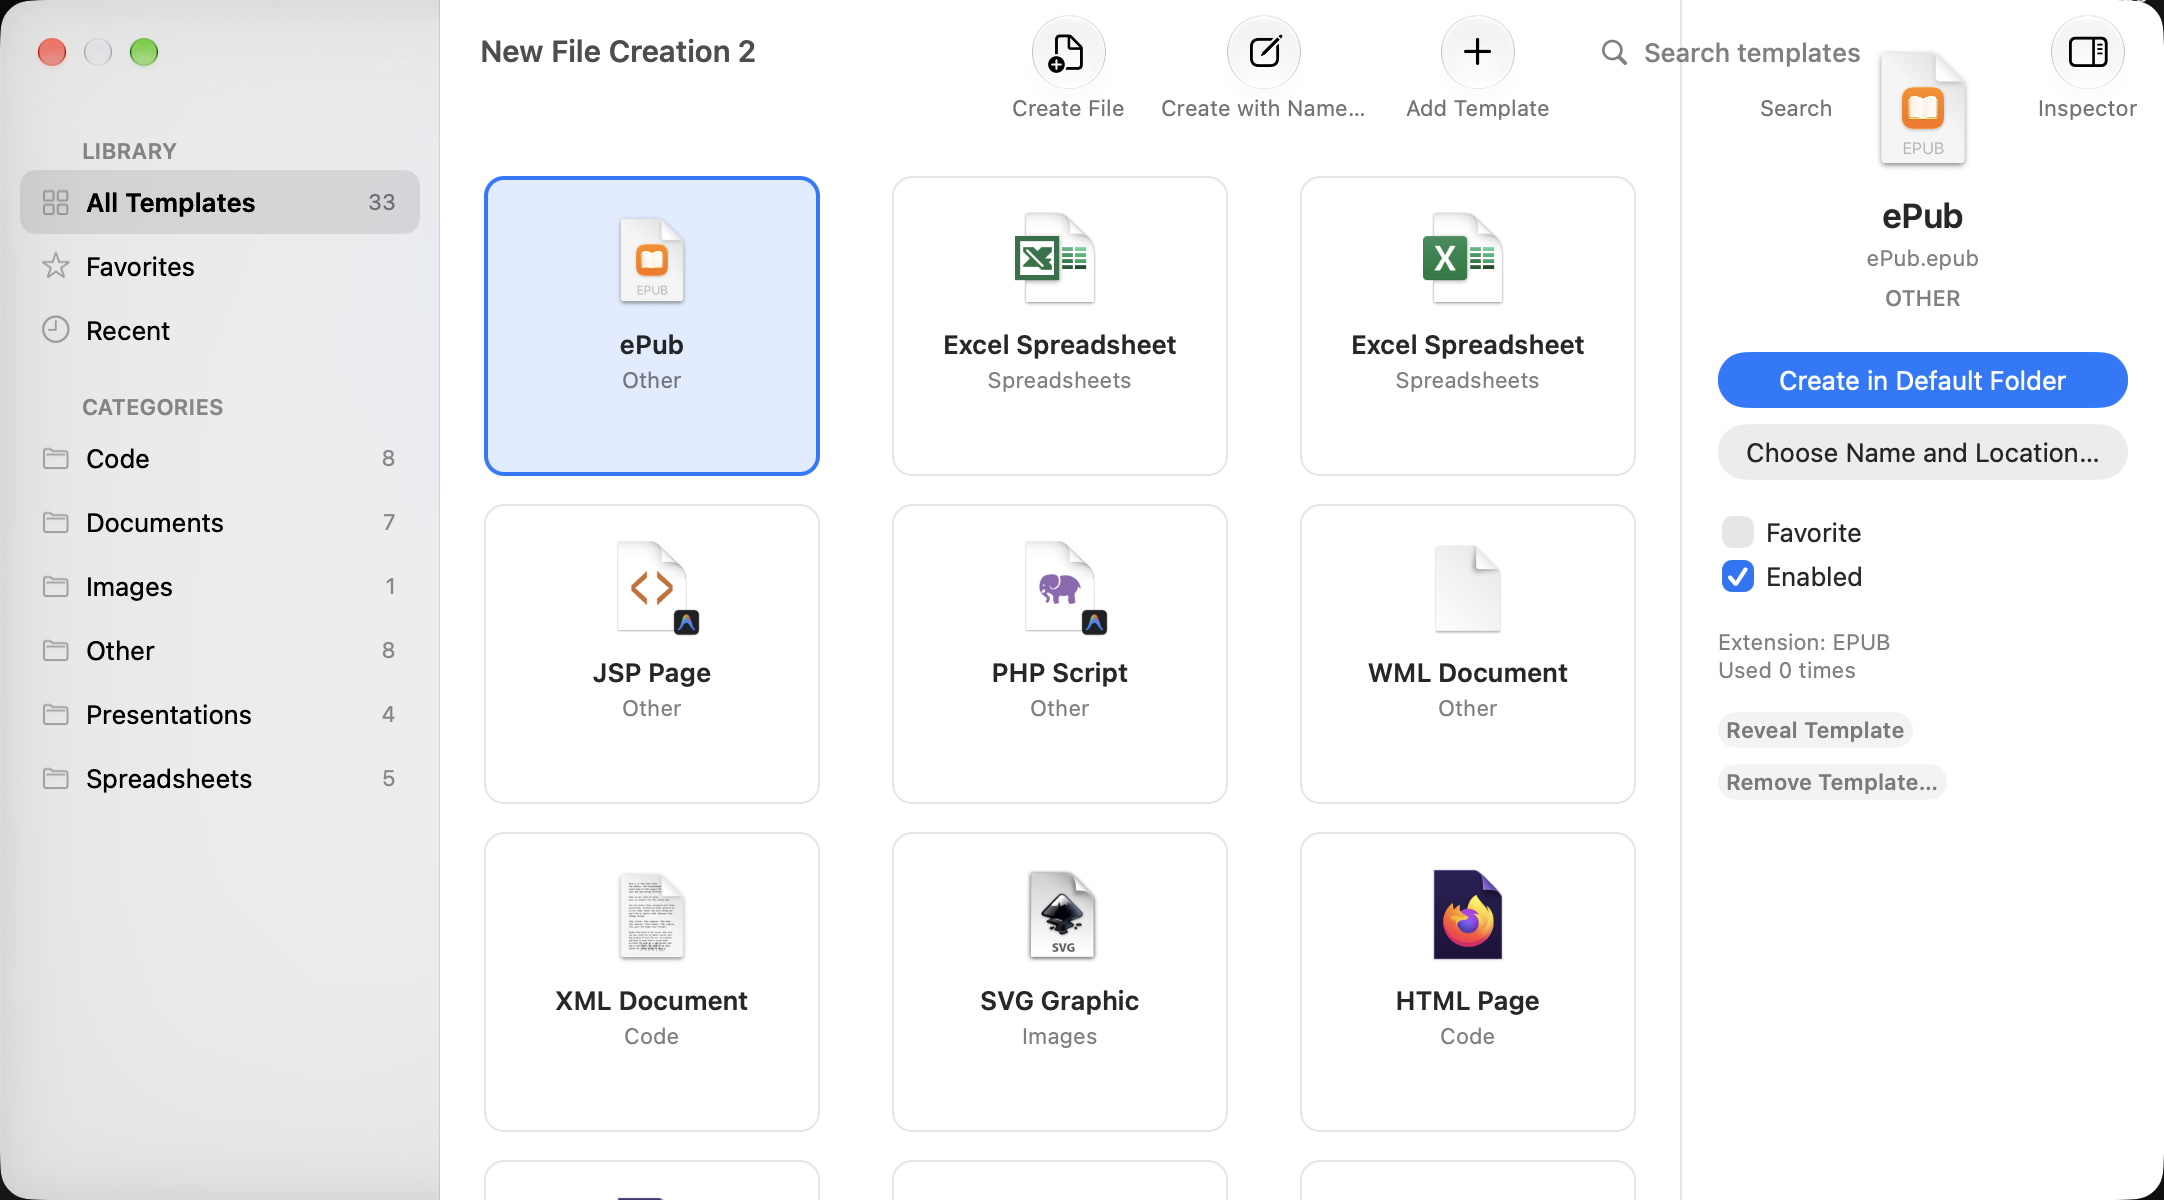 New File Creation 2
Create File
Create with Name...
Add Template
Search templates
Search
Inspector
LIBRARY
All Templates 33
Favorites
Recent
CATEGORIES
Code 8
Documents 7
Images 1
Other 8
Presentations 4
Spreadsheets 5
EPUB
ePub
Other
Excel Spreadsheet
Spreadsheets
X
Excel Spreadsheet
Spreadsheets
JSP Page
Other
PHP Script
Other
WML Document
Other
XML Document
Code
SVG
SVG Graphic
Images
HTML Page
Code
EPUB
ePub
ePub.epub
OTHER
Create in Default Folder
Choose Name and Location...
Favorite
Enabled
Extension: EPUB
Used 0 times
Reveal Template
Remove Template...